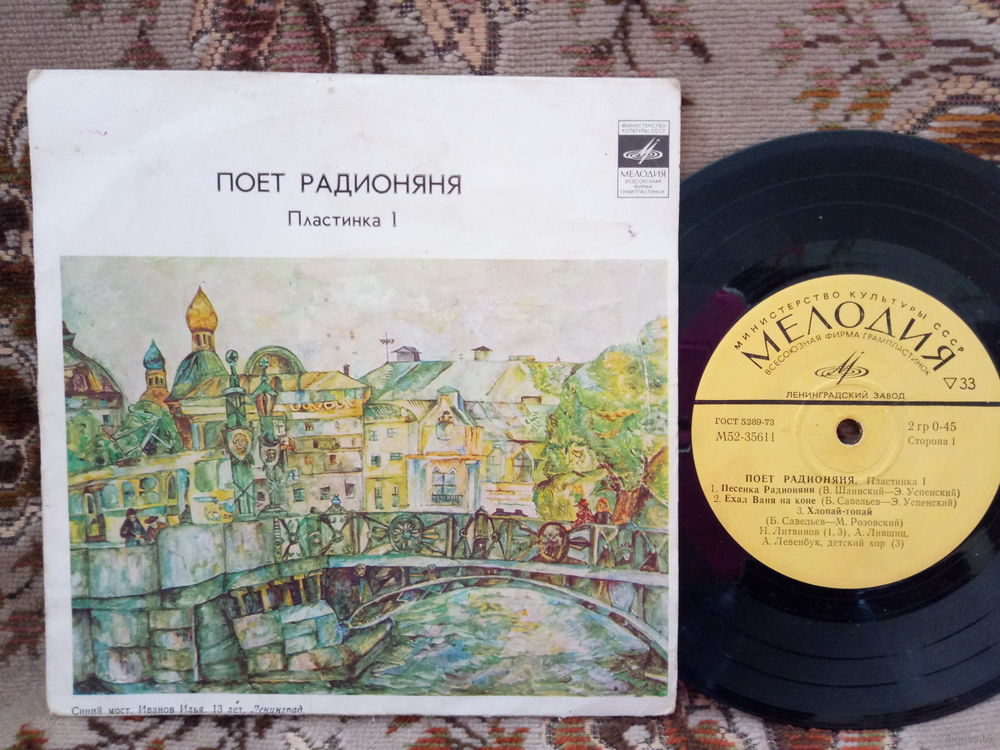 ПОЕТ РАДИОНЯНЯ
Пластинка 1
МИНИСТЕРСТВО
КУЛЬТУРЫ СССР
МЕЛОДИЯ
ВСЕСОЮЗНАЯ
ФИРМА
ГРАМПЛАСТИНОК
Синий мост. Иванов Илья. 13 лет. Ленинград.
МИНИСТЕРСТВО КУЛЬТУРЫ СССР
МЕЛОДИЯ
ВСЕСОЮЗНАЯ ФИРМА ГРАМПЛАСТИНОК
▽33
ЛЕНИНГРАДСКИЙ ЗАВОД
ГОСТ 5289-73
М52-35611
2 гр 0-45
Сторона 1
ПОЕТ РАДИОНЯНЯ. Пластинка 1
1. Песенка Радионяни (В. Шаинский—Э. Успенский)
2. Ехал Ваня на коне (Б. Савельев—Э. Успенский)
3. Хлопай-топай
(Б. Савельев—М. Розовский)
Н. Литвинов (1, 3), А. Лившиц,
А. Левенбук, детский хор (3)